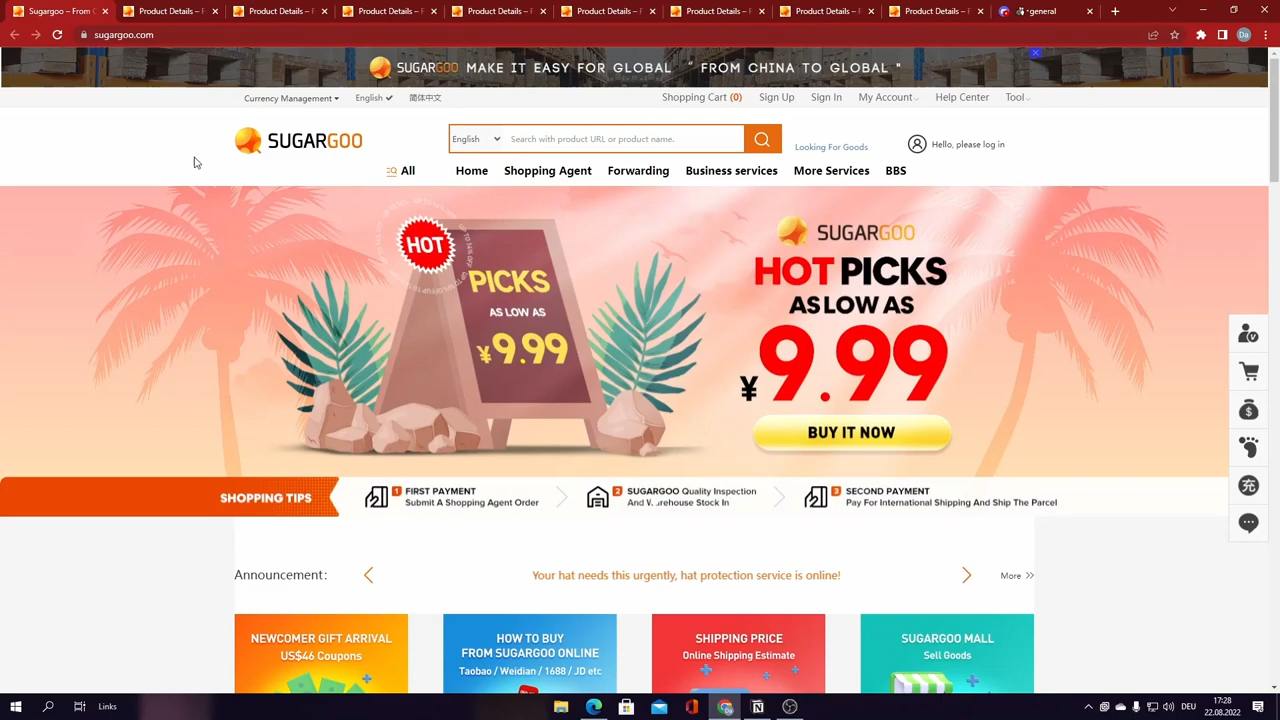 Sugargoo - From C
Product Details - S
Product Details - S
Product Details - S
Product Details - S
Product Details - S
Product Details - S
Product Details - S
Product Details - S
-general
sugargoo.com
Da
SUGARGOO MAKE IT EASY FOR GLOBAL " FROM CHINA TO GLOBAL "
Currency Management
English
简体中文
Shopping Cart (0)
Sign Up
Sign In
My Account
Help Center
Tool
SUGARGOO
English
Search with product URL or product name.
Looking For Goods
Hello, please log in
All
Home
Shopping Agent
Forwarding
Business services
More Services
BBS
HOT
PICKS
AS LOW AS
¥9.99
SUGARGOO
HOT PICKS
AS LOW AS
¥9.99
BUY IT NOW
充
SHOPPING TIPS
1 FIRST PAYMENT
Submit A Shopping Agent Order
2 SUGARGOO Quality Inspection
And Warehouse Stock In
3 SECOND PAYMENT
Pay For International Shipping And Ship The Parcel
Announcement:
Your hat needs this urgently, hat protection service is online!
More
NEWCOMER GIFT ARRIVAL
US$46 Coupons
HOW TO BUY
FROM SUGARGOO ONLINE
Taobao / Weidian / 1688 / JD etc
SHIPPING PRICE
Online Shipping Estimate
SUGARGOO MALL
Sell Goods
Links
DEU
17:28
22.08.2022